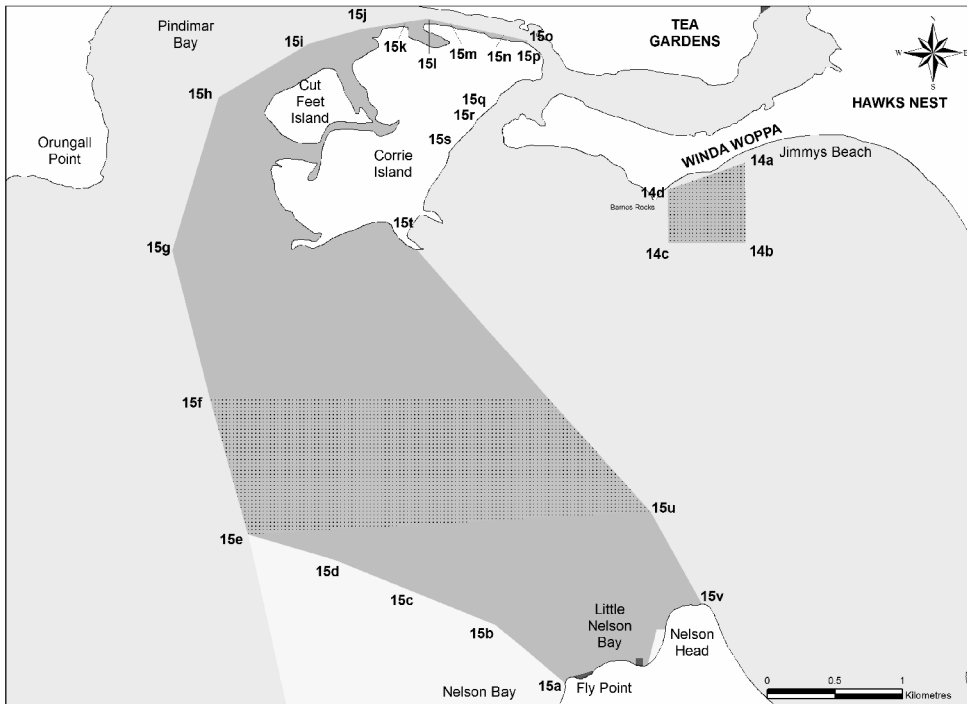 Pindimar
Bay
15j
15i
15k
15l
15m
15n
15o
15p
TEA
GARDENS
N
W
E
S
HAWKS NEST
15h
Cut
Feet
Island
15q
15r
15s
Orungall
Point
Corrie
Island
WINDA WOPPA
Jimmys Beach
14a
14d
Barnes Rocks
15t
15g
14c
14b
15f
15u
15e
15d
15c
15b
15v
Little
Nelson
Bay
Nelson
Head
15a
Nelson Bay
Fly Point
0
0.5
1
Kilometres